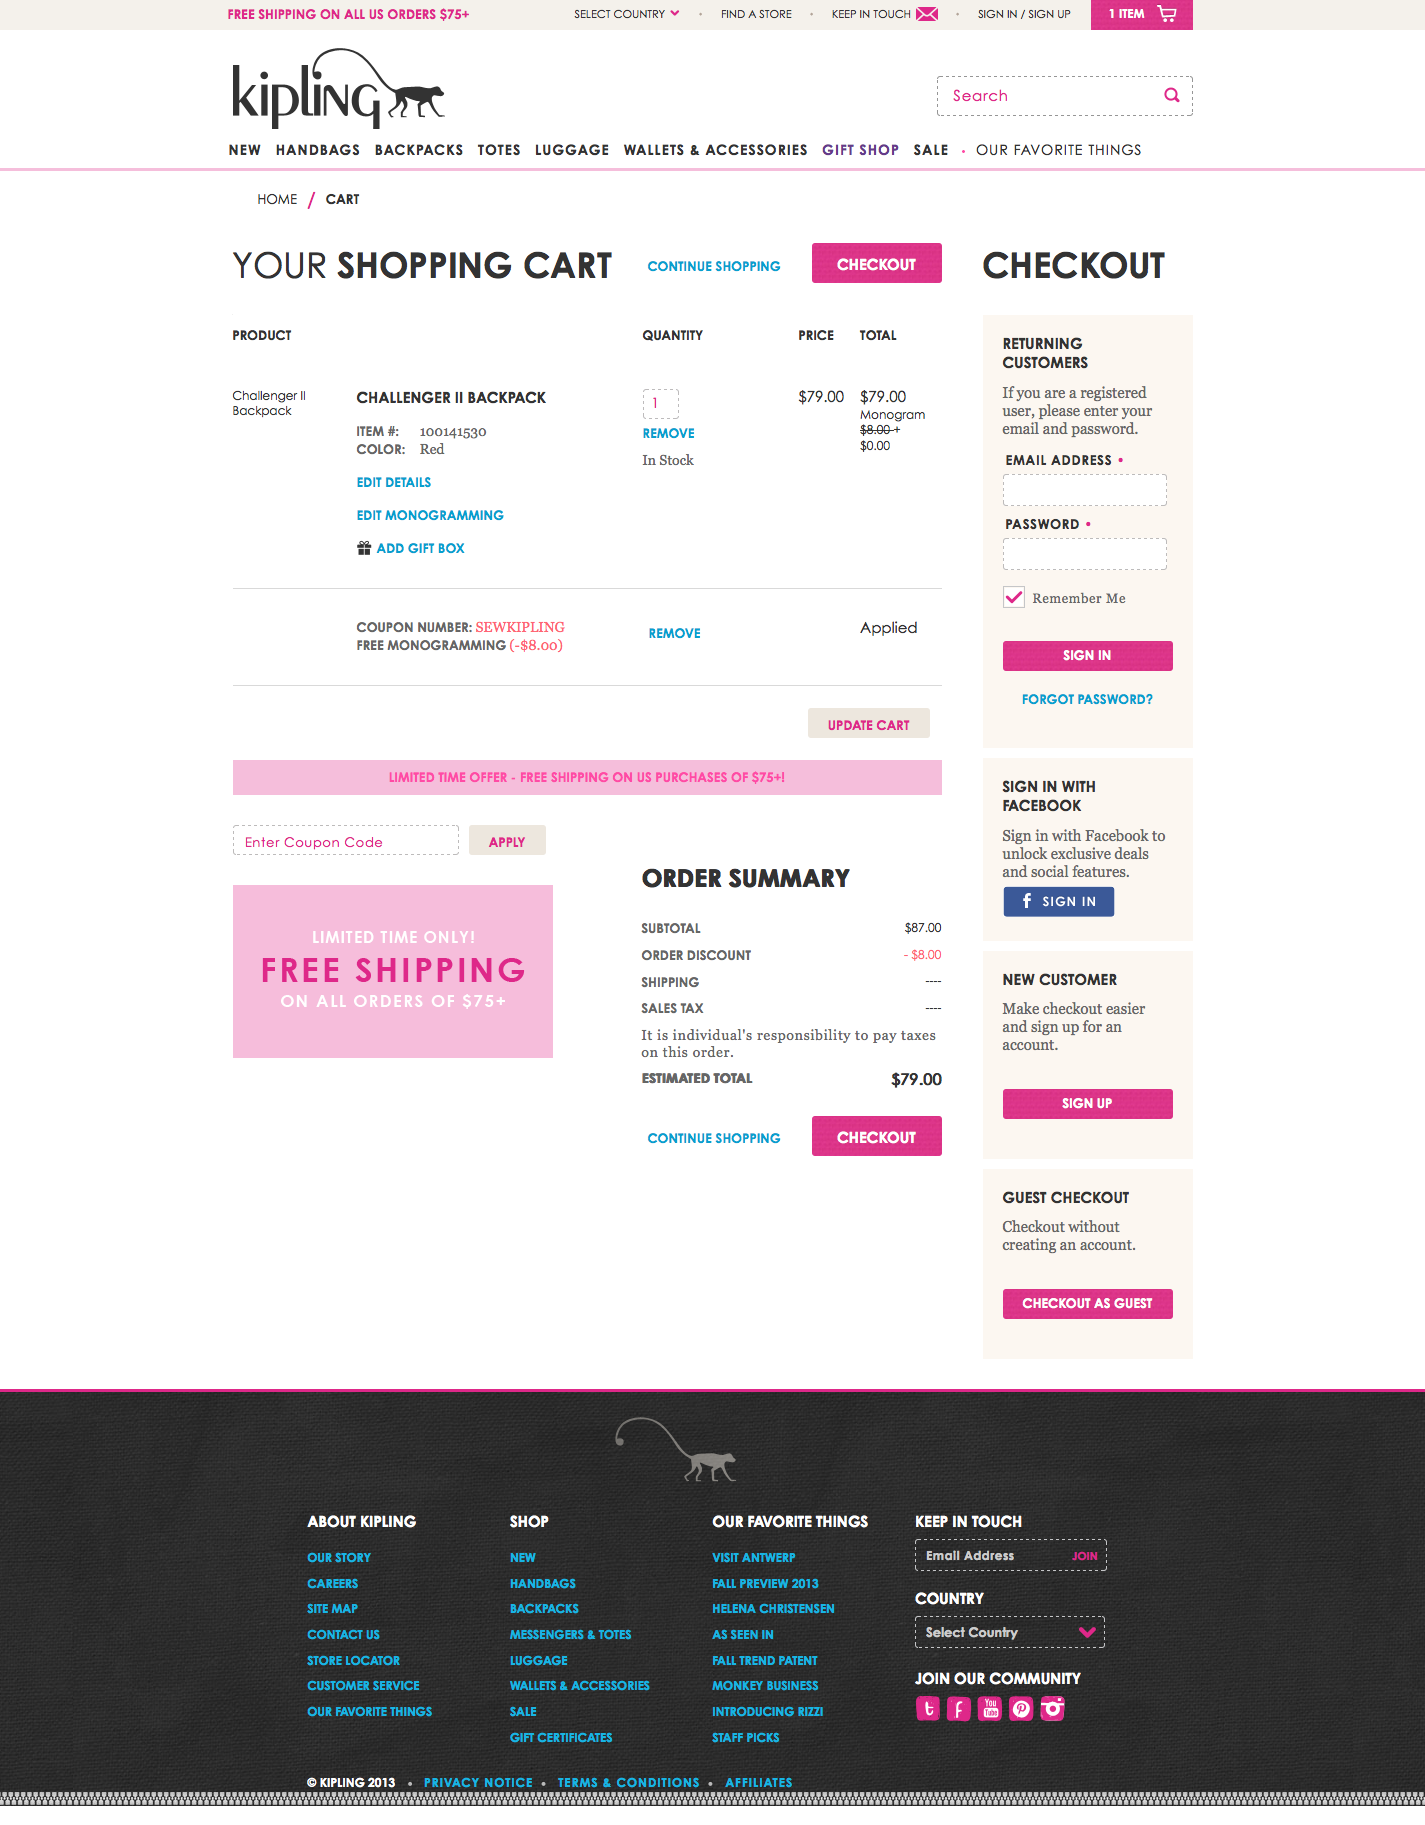 FREE SHIPPING ON ALL US ORDERS $75+
SELECT COUNTRY • FIND A STORE • KEEP IN TOUCH • SIGN IN / SIGN UP
1 ITEM
kipling
Search
NEW HANDBAGS BACKPACKS TOTES LUGGAGE WALLETS & ACCESSORIES GIFT SHOP SALE • OUR FAVORITE THINGS
HOME / CART
YOUR SHOPPING CART
CONTINUE SHOPPING
CHECKOUT
PRODUCT QUANTITY PRICE TOTAL
Challenger II
Backpack
CHALLENGER II BACKPACK
ITEM #: 100141530
COLOR: Red
EDIT DETAILS
EDIT MONOGRAMMING
ADD GIFT BOX
1
REMOVE
In Stock
$79.00
$79.00
Monogram
$8.00 +
$0.00
COUPON NUMBER: SEWKIPLING
FREE MONOGRAMMING (-$8.00)
REMOVE
Applied
UPDATE CART
LIMITED TIME OFFER - FREE SHIPPING ON US PURCHASES OF $75+!
Enter Coupon Code
APPLY
LIMITED TIME ONLY!
FREE SHIPPING
ON ALL ORDERS OF $75+
ORDER SUMMARY
SUBTOTAL $87.00
ORDER DISCOUNT - $8.00
SHIPPING ----
SALES TAX ----
It is individual's responsibility to pay taxes
on this order.
ESTIMATED TOTAL $79.00
CONTINUE SHOPPING
CHECKOUT
CHECKOUT
RETURNING
CUSTOMERS
If you are a registered
user, please enter your
email and password.
EMAIL ADDRESS •
PASSWORD •
Remember Me
SIGN IN
FORGOT PASSWORD?
SIGN IN WITH
FACEBOOK
Sign in with Facebook to
unlock exclusive deals
and social features.
f SIGN IN
NEW CUSTOMER
Make checkout easier
and sign up for an
account.
SIGN UP
GUEST CHECKOUT
Checkout without
creating an account.
CHECKOUT AS GUEST
ABOUT KIPLING
OUR STORY
CAREERS
SITE MAP
CONTACT US
STORE LOCATOR
CUSTOMER SERVICE
OUR FAVORITE THINGS
SHOP
NEW
HANDBAGS
BACKPACKS
MESSENGERS & TOTES
LUGGAGE
WALLETS & ACCESSORIES
SALE
GIFT CERTIFICATES
OUR FAVORITE THINGS
VISIT ANTWERP
FALL PREVIEW 2013
HELENA CHRISTENSEN
AS SEEN IN
FALL TREND PATENT
MONKEY BUSINESS
INTRODUCING RIZZI
STAFF PICKS
KEEP IN TOUCH
Email Address JOIN
COUNTRY
Select Country
JOIN OUR COMMUNITY
t f You Tube P
© KIPLING 2013 • PRIVACY NOTICE • TERMS & CONDITIONS • AFFILIATES